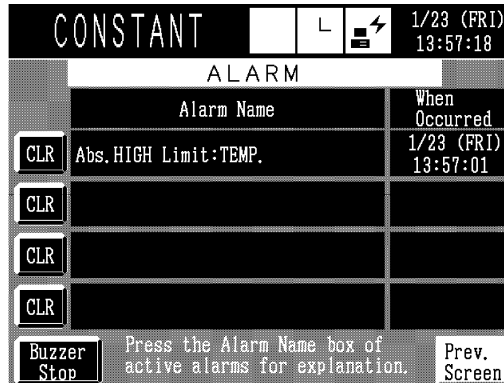 CONSTANT
1/23 (FRI)
13:57:18
ALARM
Alarm Name
When
Occurred
CLR
Abs.HIGH Limit:TEMP.
1/23 (FRI)
13:57:01
CLR
CLR
CLR
Buzzer
Stop
Press the Alarm Name box of
active alarms for explanation.
Prev.
Screen